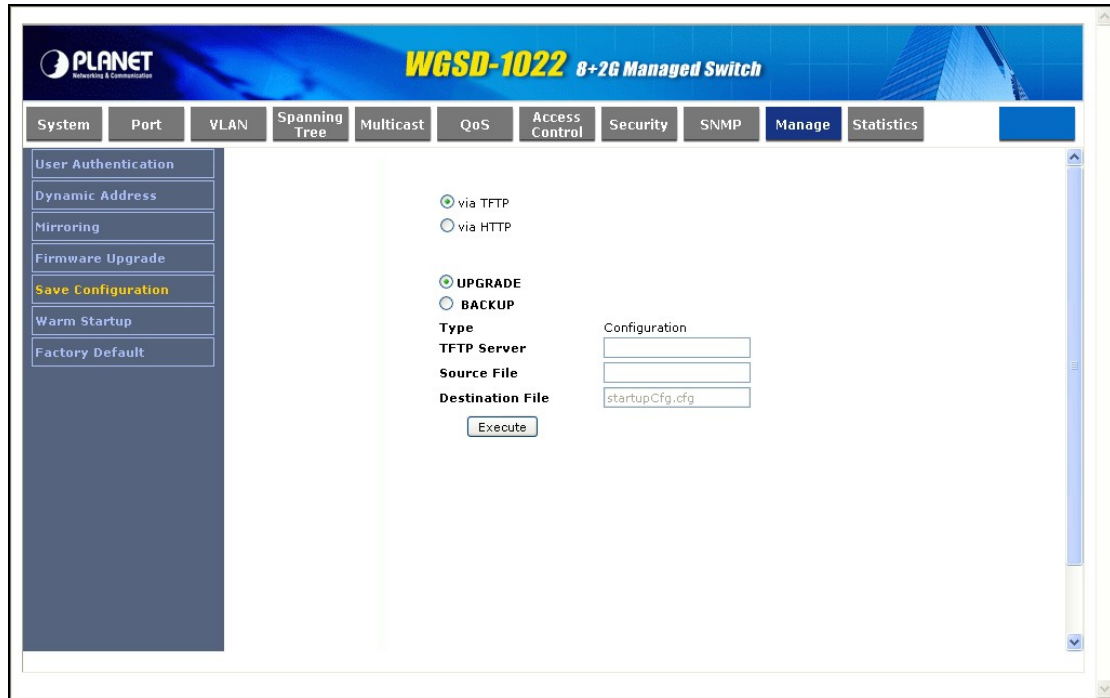 PLANET
Networking & Communication
WGSD-1022 8+2G Managed Switch
System Port VLAN Spanning Tree Multicast QoS Access Control Security SNMP Manage Statistics
User Authentication
Dynamic Address
Mirroring
Firmware Upgrade
Save Configuration
Warm Startup
Factory Default
via TFTP
via HTTP
UPGRADE
BACKUP
Type Configuration
TFTP Server
Source File
Destination File startupCfg.cfg
Execute